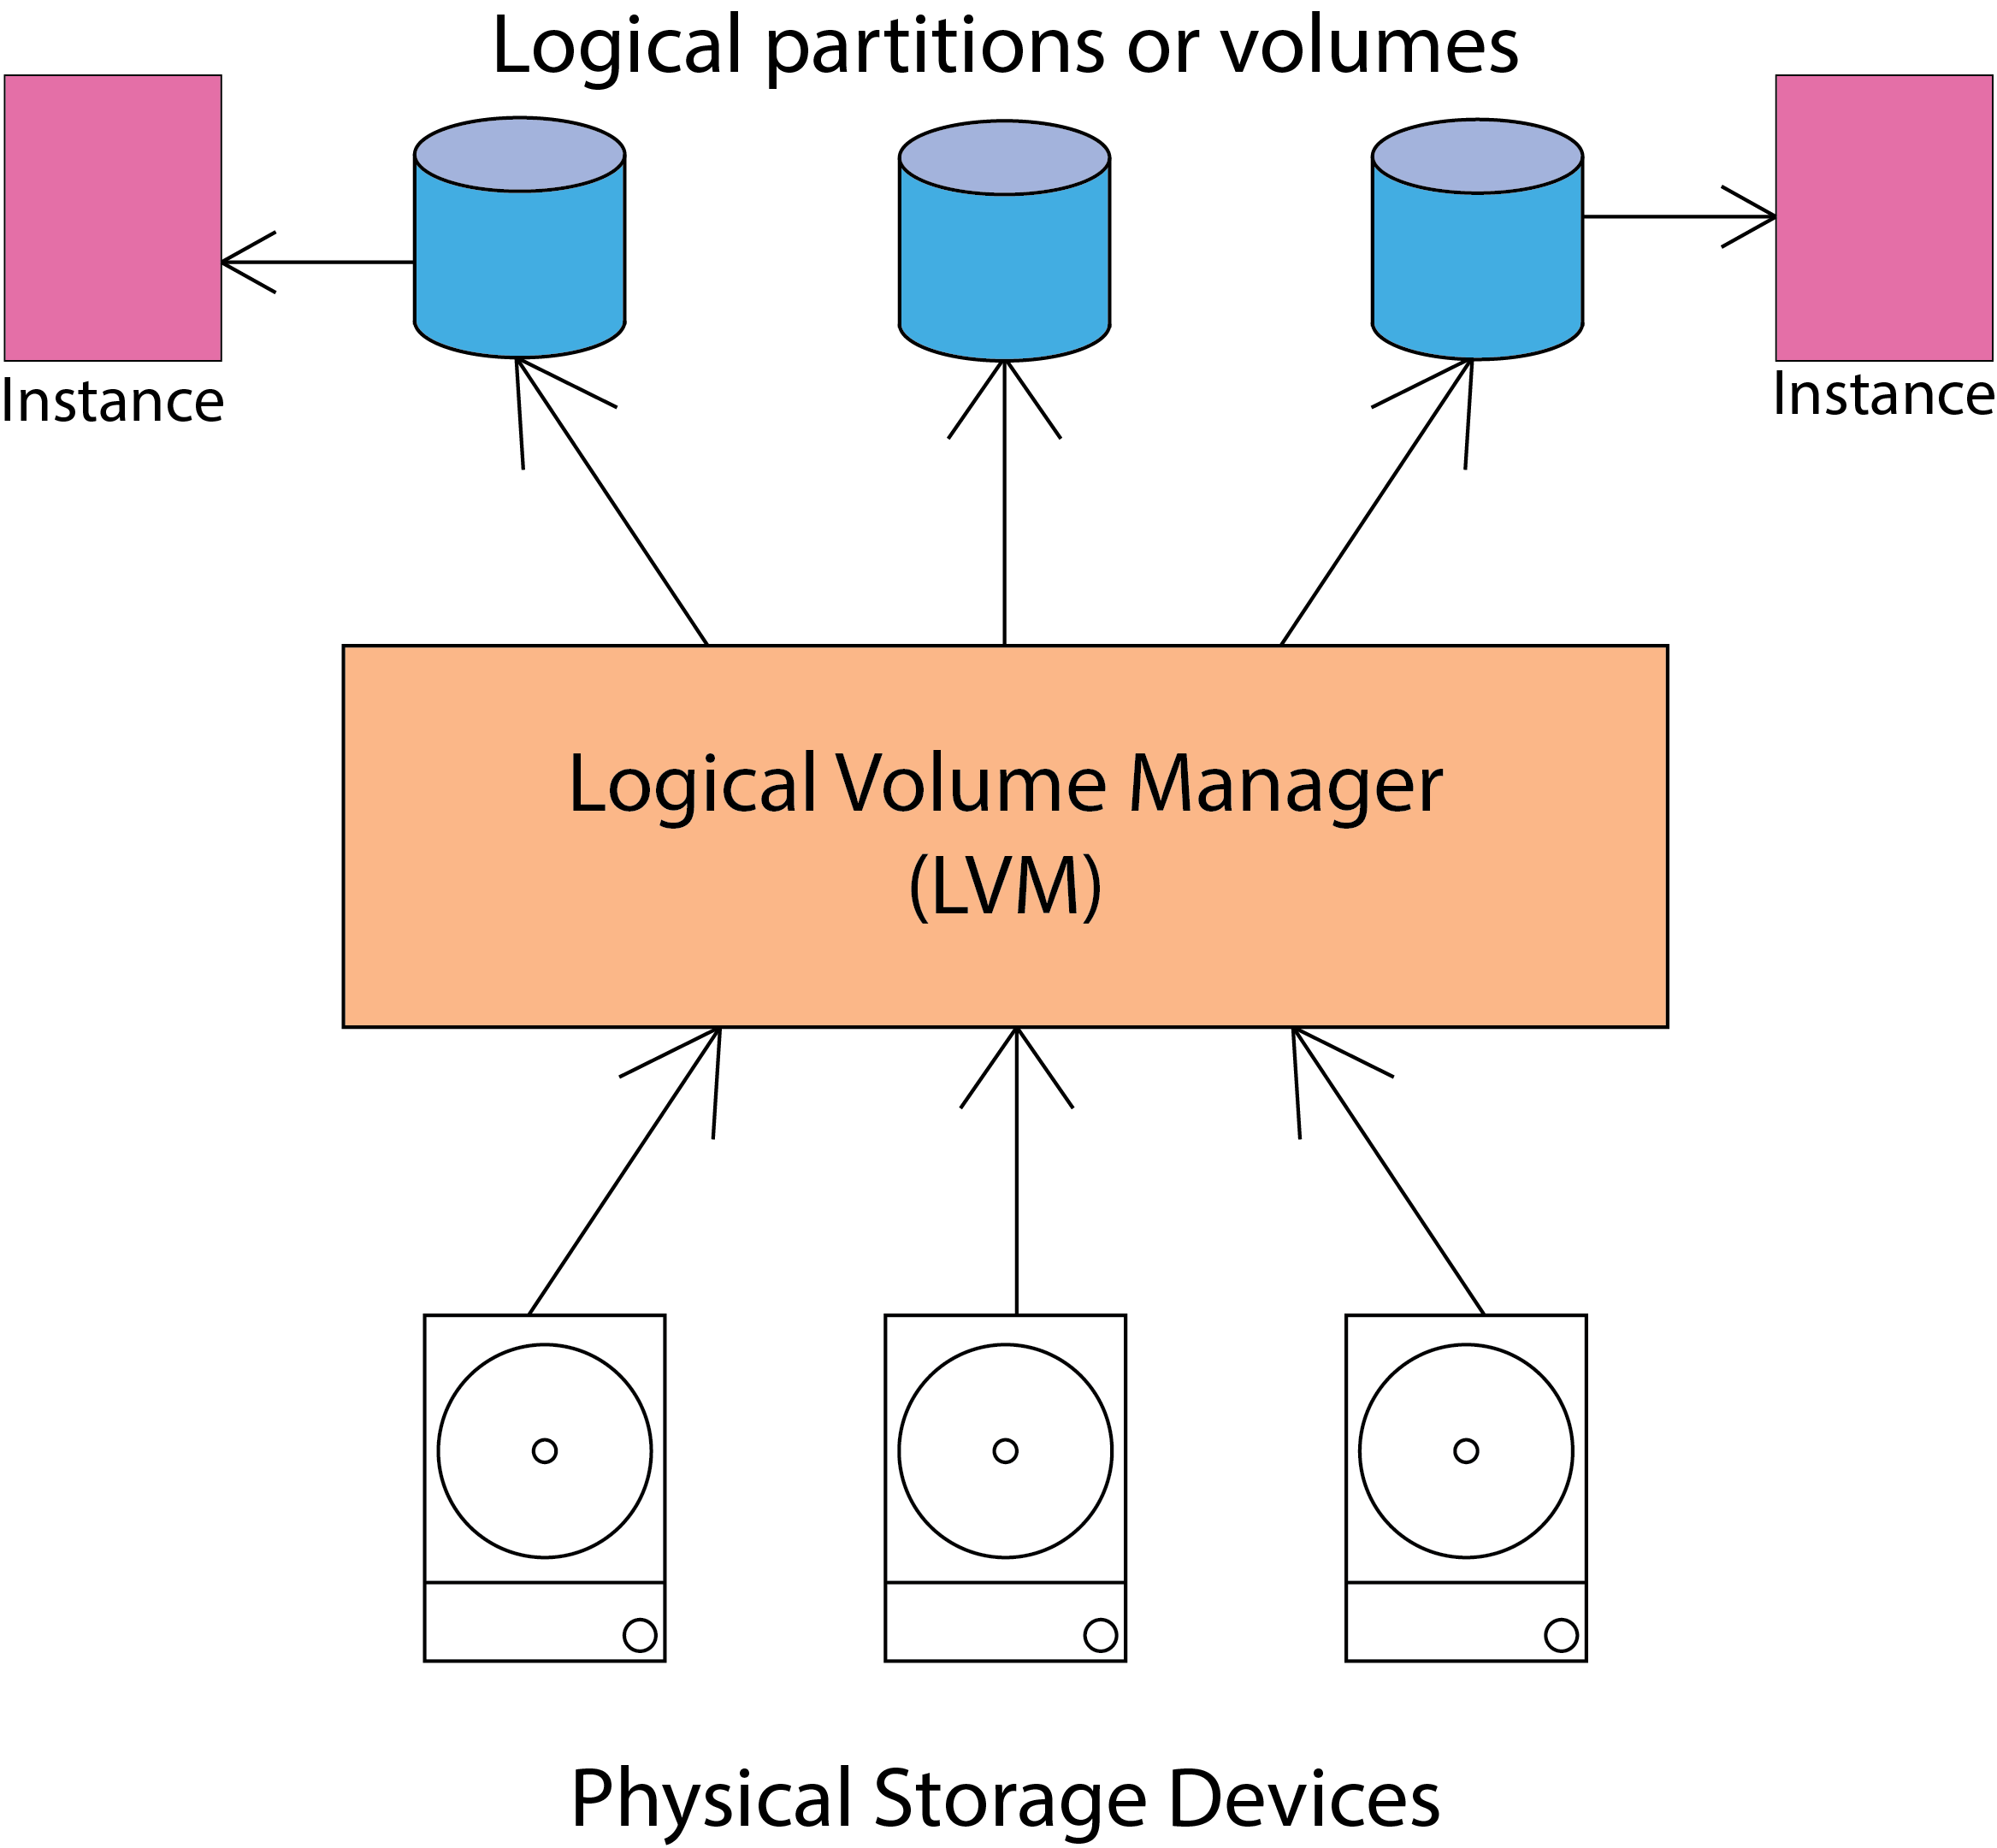 Logical partitions or volumes
Instance
Instance
Logical Volume Manager
(LVM)
Physical Storage Devices